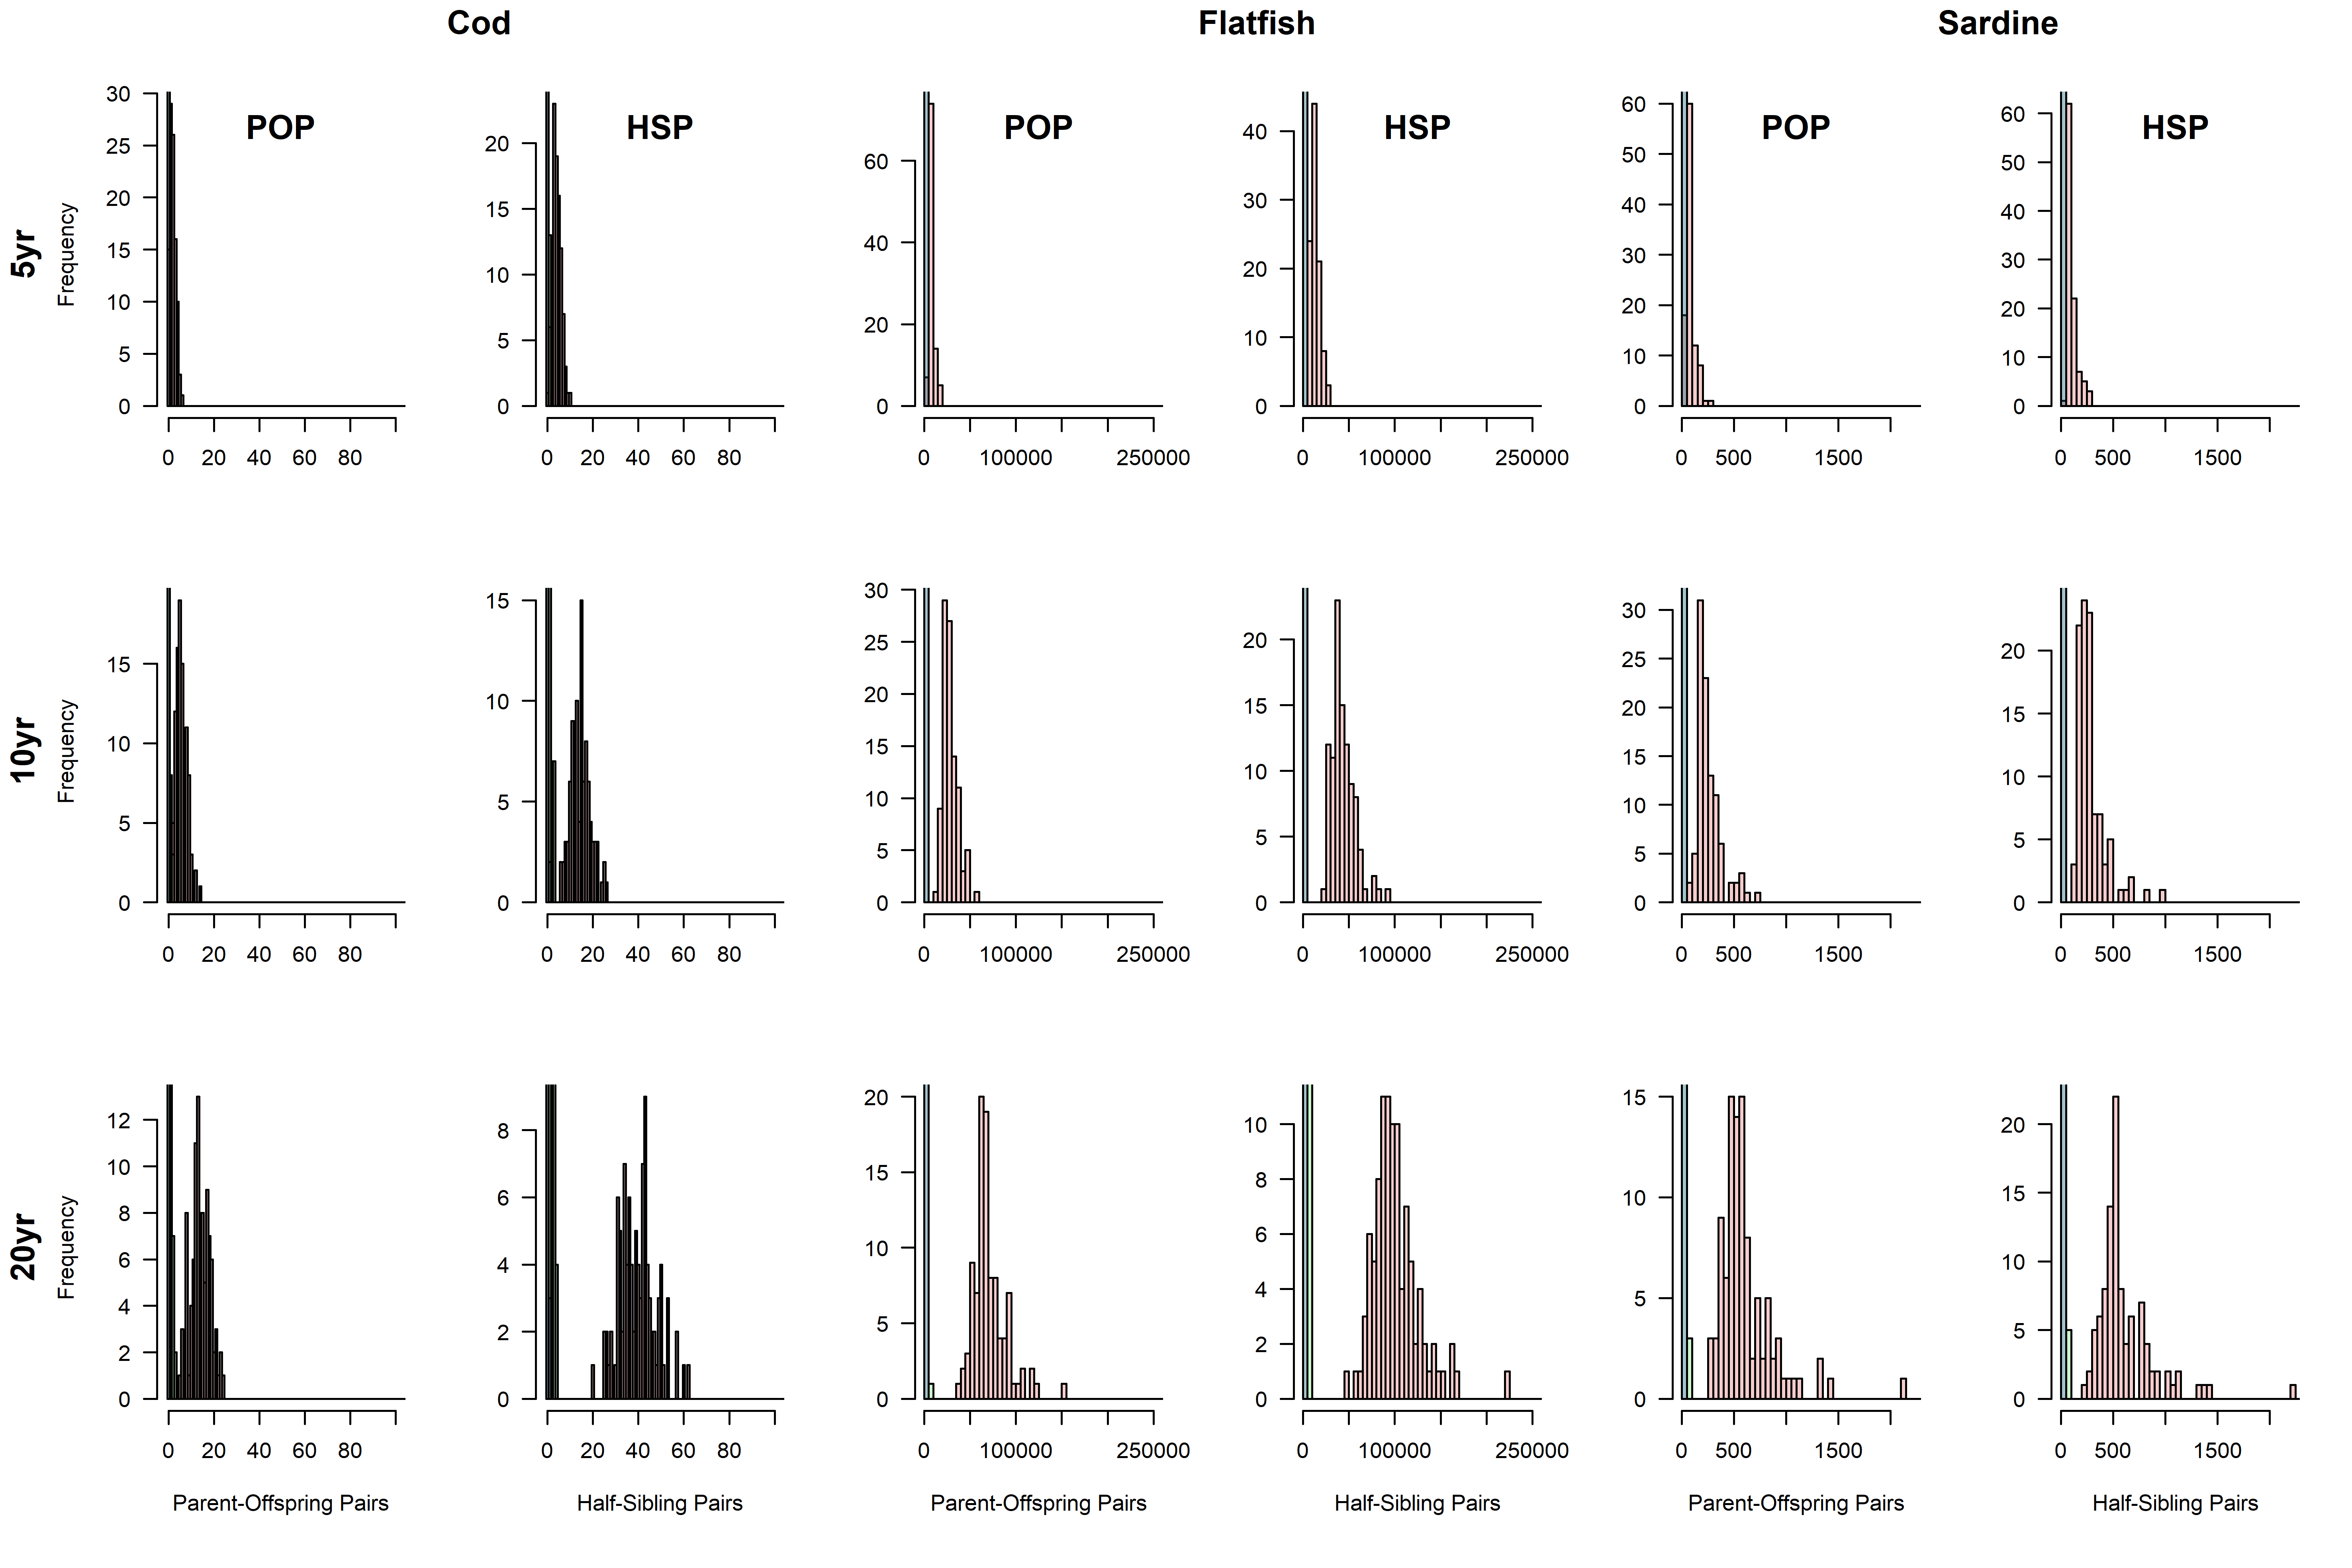 Cod Flatfish Sardine
POP HSP POP HSP POP HSP
5yr
Frequency
0 5 10 15 20 25 30
0 5 10 15 20
0 20 40 60
0 10 20 30 40
0 10 20 30 40 50 60
0 10 20 30 40 50 60
0 20 40 60 80 0 20 40 60 80 0 100000 250000 0 100000 250000 0 500 1500 0 500 1500
10yr
Frequency
0 5 10 15
0 5 10 15
0 5 10 15 20 25 30
0 5 10 15 20
0 5 10 15 20 25 30
0 5 10 15 20
0 20 40 60 80 0 20 40 60 80 0 100000 250000 0 100000 250000 0 500 1500 0 500 1500
20yr
Frequency
0 2 4 6 8 10 12
0 2 4 6 8
0 5 10 15 20
0 2 4 6 8 10
0 5 10 15
0 5 10 15 20
0 20 40 60 80 0 20 40 60 80 0 100000 250000 0 100000 250000 0 500 1500 0 500 1500
Parent-Offspring Pairs Half-Sibling Pairs Parent-Offspring Pairs Half-Sibling Pairs Parent-Offspring Pairs Half-Sibling Pairs